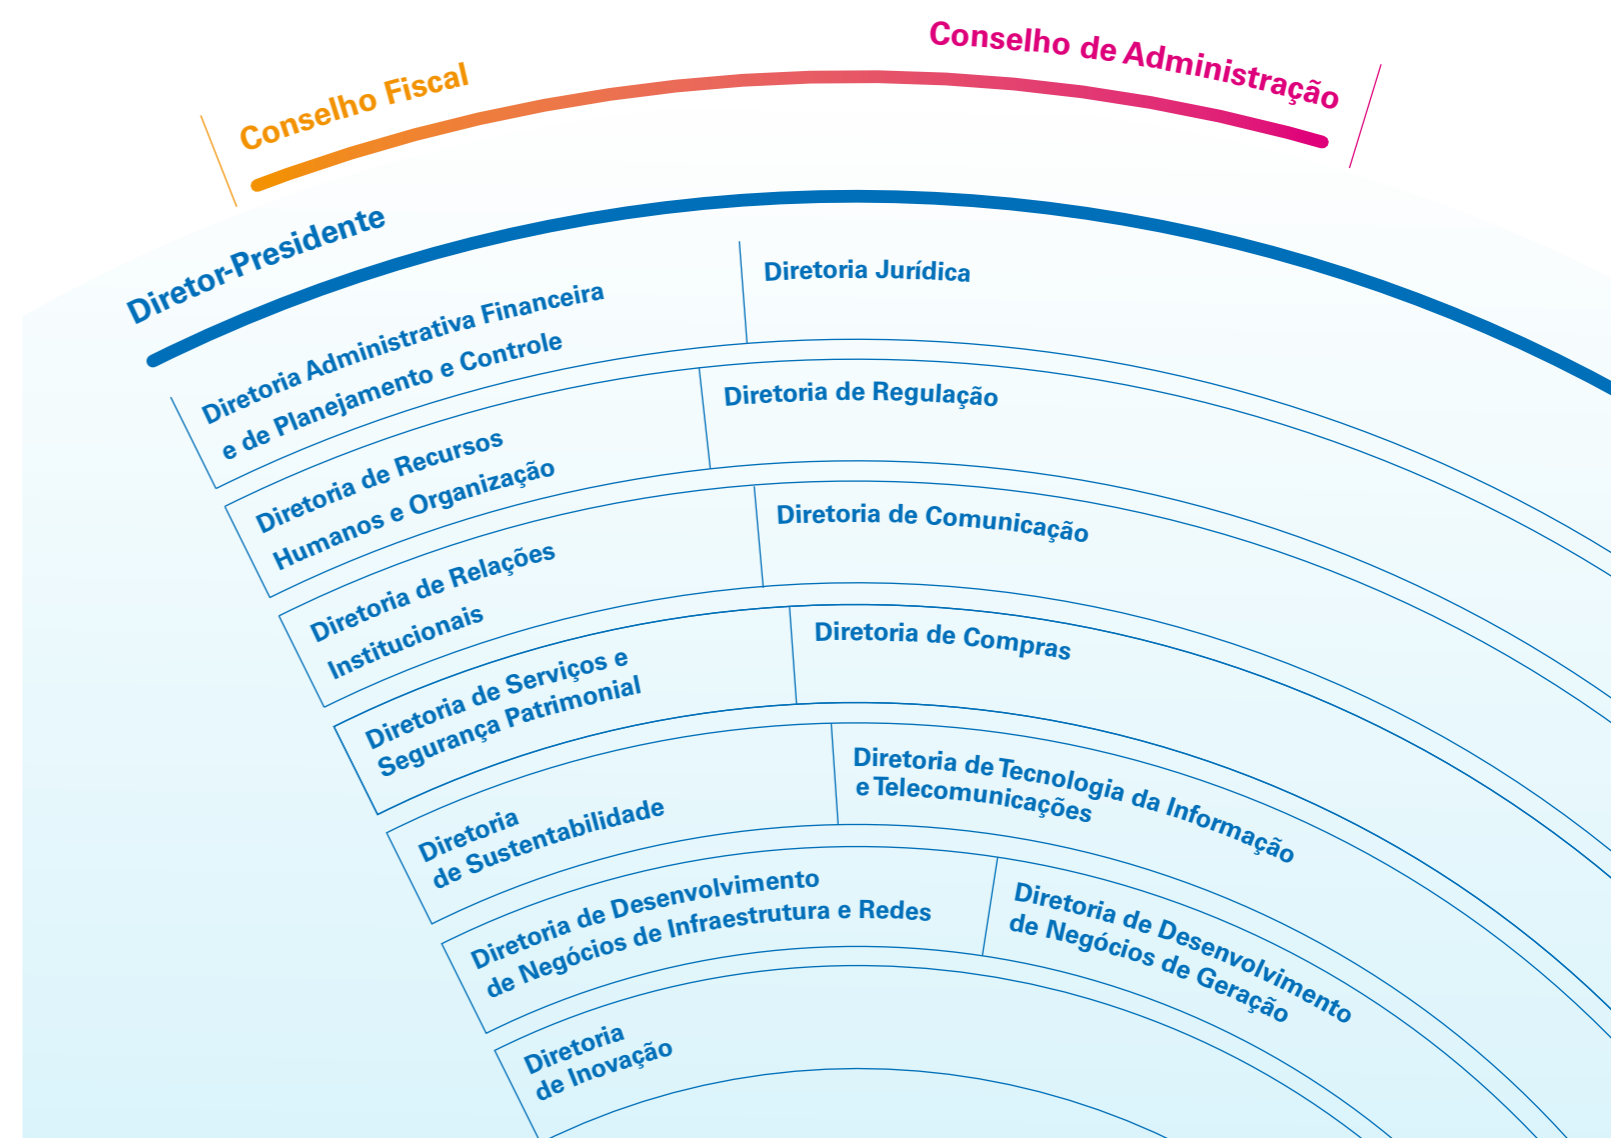 Conselho Fiscal
Conselho de Administração
Diretor-Presidente
Diretoria Administrativa Financeira
e de Planejamento e Controle
Diretoria Jurídica
Diretoria de Recursos
Humanos e Organização
Diretoria de Regulação
Diretoria de Relações
Institucionais
Diretoria de Comunicação
Diretoria de Serviços e
Segurança Patrimonial
Diretoria de Compras
Diretoria
de Sustentabilidade
Diretoria de Tecnologia da Informação
e Telecomunicações
Diretoria de Desenvolvimento
de Negócios de Infraestrutura e Redes
Diretoria de Desenvolvimento
de Negócios de Geração
Diretoria
de Inovação